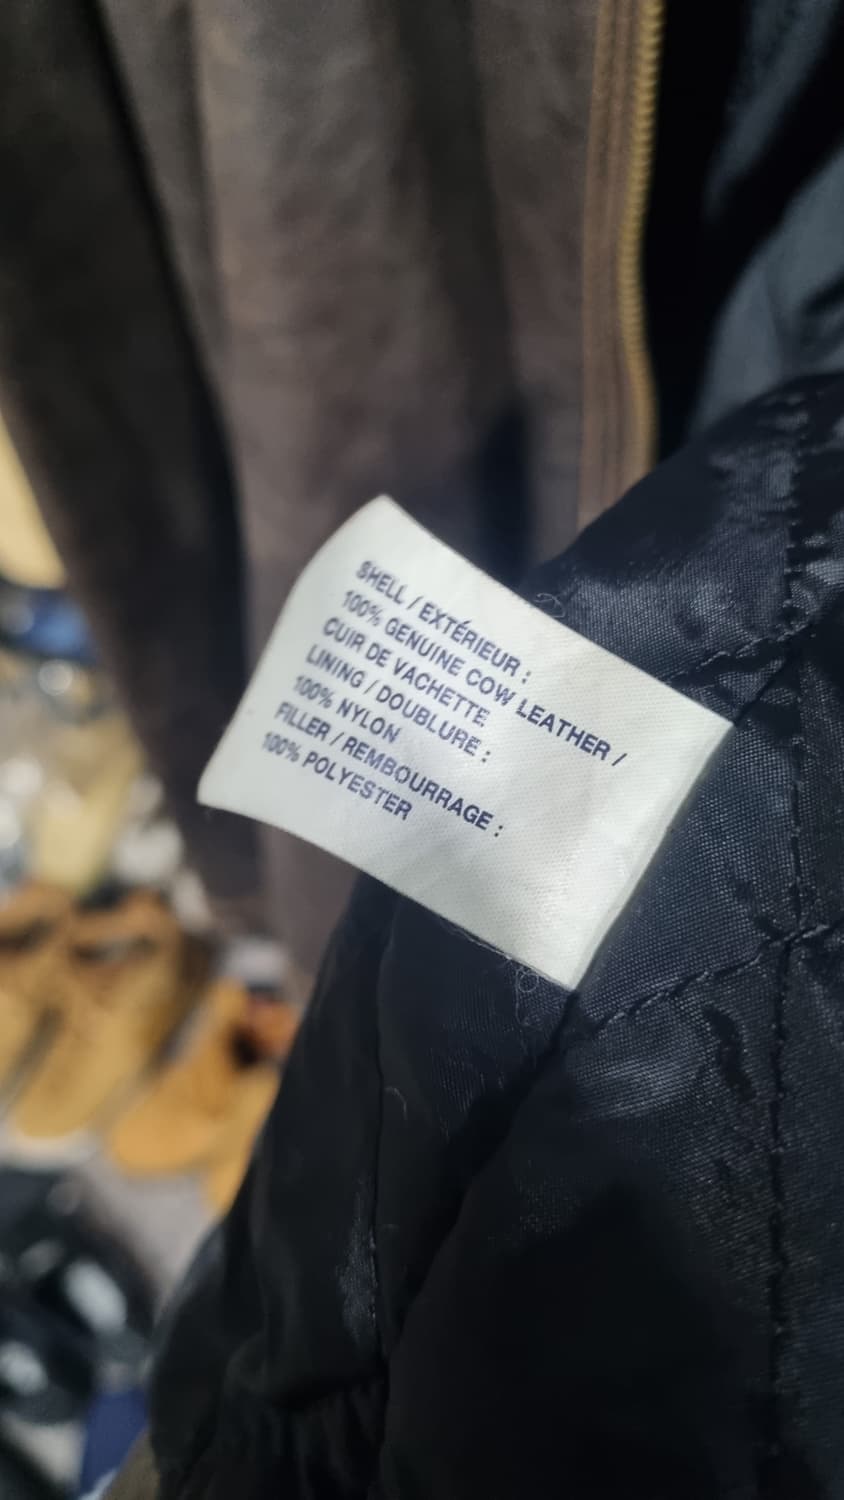 SHELL / EXTÉRIEUR :
100% GENUINE COW LEATHER /
CUIR DE VACHETTE
LINING / DOUBLURE :
100% NYLON
FILLER / REMBOURRAGE :
100% POLYESTER